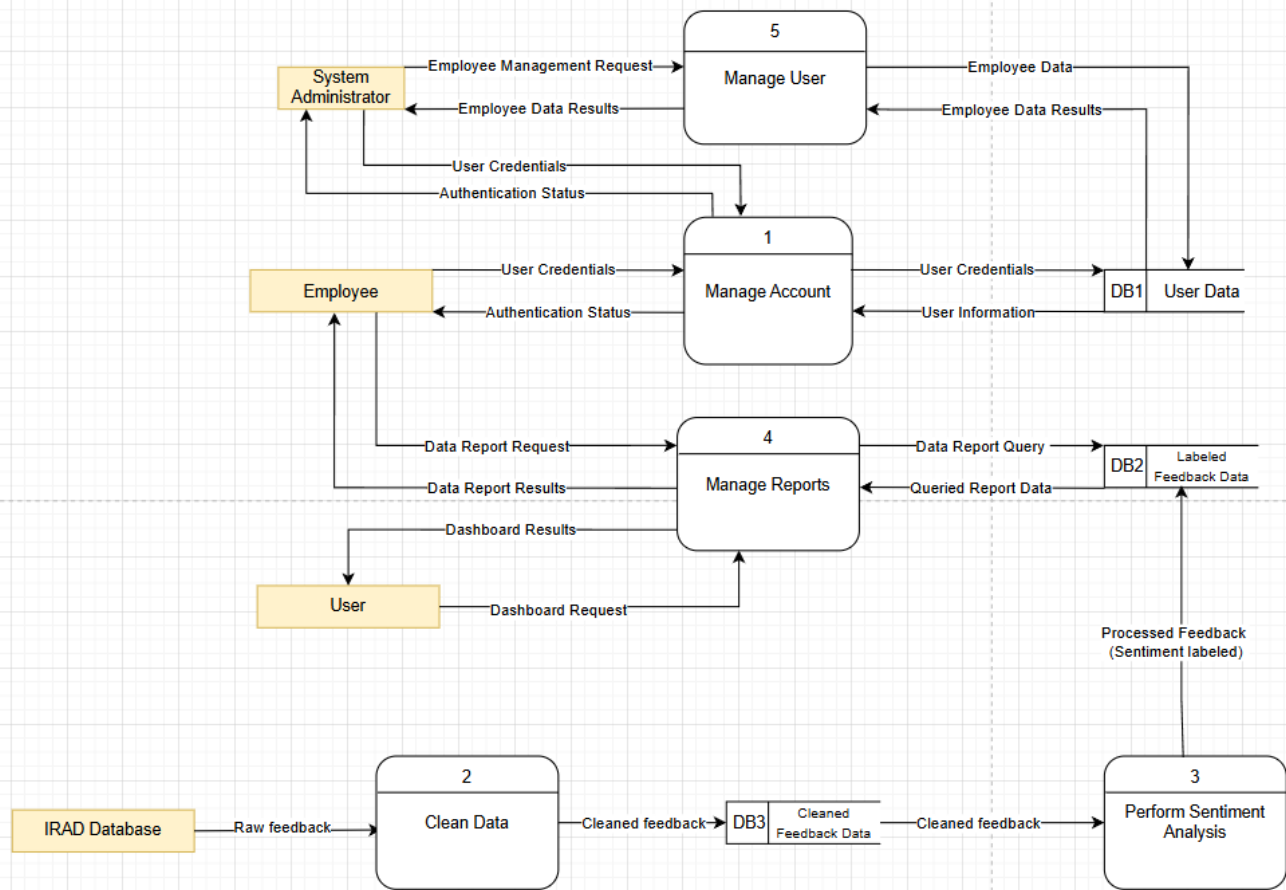 5
Manage User
System
Administrator
Employee Management Request
Employee Data Results
Employee Data
Employee Data Results
User Credentials
Authentication Status
1
Manage Account
Employee
User Credentials
Authentication Status
User Credentials
User Information
DB1
User Data
4
Manage Reports
Data Report Request
Data Report Results
Data Report Query
Queried Report Data
DB2
Labeled
Feedback Data
Dashboard Results
User
Dashboard Request
Processed Feedback
(Sentiment labeled)
IRAD Database
Raw feedback
2
Clean Data
Cleaned feedback
DB3
Cleaned
Feedback Data
Cleaned feedback
3
Perform Sentiment
Analysis